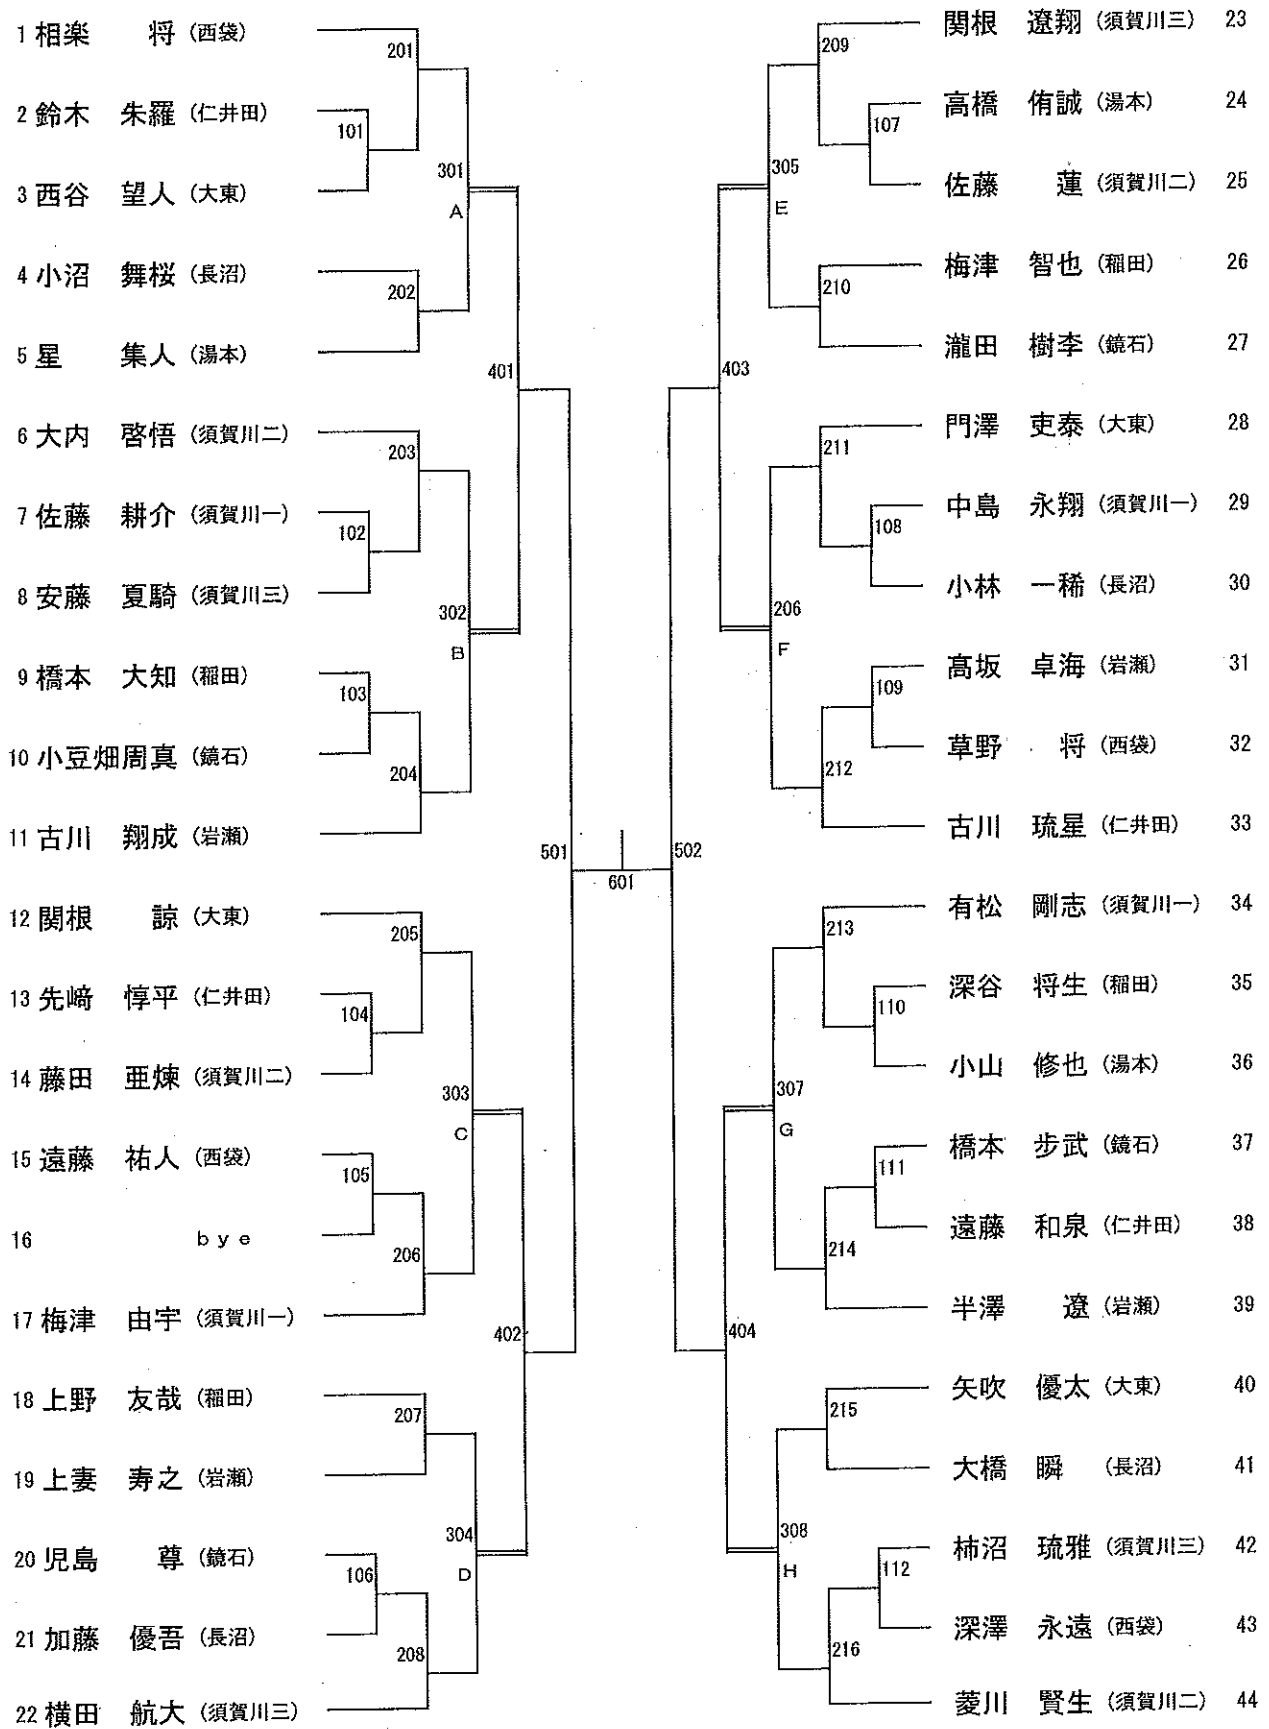 1 相楽 将 (西袋)
201
2 鈴木 朱羅 (仁井田)
101
3 西谷 望人 (大東)
301
A
4 小沼 舞桜 (長沼)
202
5 星 隼人 (湯本)
401
6 大内 啓悟 (須賀川二)
203
7 佐藤 耕介 (須賀川一)
102
8 安藤 夏騎 (須賀川三)
302
B
9 橋本 大知 (稲田)
103
10 小豆畑周真 (鏡石)
204
11 古川 翔成 (岩瀬)
501
601
502
12 関根 諒 (大東)
205
13 先崎 惇平 (仁井田)
104
14 藤田 亜煉 (須賀川二)
303
C
15 遠藤 祐人 (西袋)
105
16 bye
206
17 梅津 由宇 (須賀川一)
402
18 上野 友哉 (稲田)
207
19 上妻 寿之 (岩瀬)
304
D
20 児島 尊 (鏡石)
106
21 加藤 優吾 (長沼)
208
22 横田 航大 (須賀川三)
関根 遼翔 (須賀川三) 23
209
高橋 侑誠 (湯本) 24
107
佐藤 蓮 (須賀川二) 25
305
E
梅津 智也 (稲田) 26
210
瀧田 樹李 (鏡石) 27
403
門澤 吏泰 (大東) 28
211
中島 永翔 (須賀川一) 29
108
小林 一稀 (長沼) 30
206
F
高坂 卓海 (岩瀬) 31
109
草野 将 (西袋) 32
212
古川 琉星 (仁井田) 33
有松 剛志 (須賀川一) 34
213
深谷 将生 (稲田) 35
110
小山 修也 (湯本) 36
307
G
橋本 歩武 (鏡石) 37
111
遠藤 和泉 (仁井田) 38
214
半澤 遼 (岩瀬) 39
404
矢吹 優太 (大東) 40
215
大橋 瞬 (長沼) 41
308
H
柿沼 琉雅 (須賀川三) 42
112
深澤 永遠 (西袋) 43
216
菱川 賢生 (須賀川二) 44